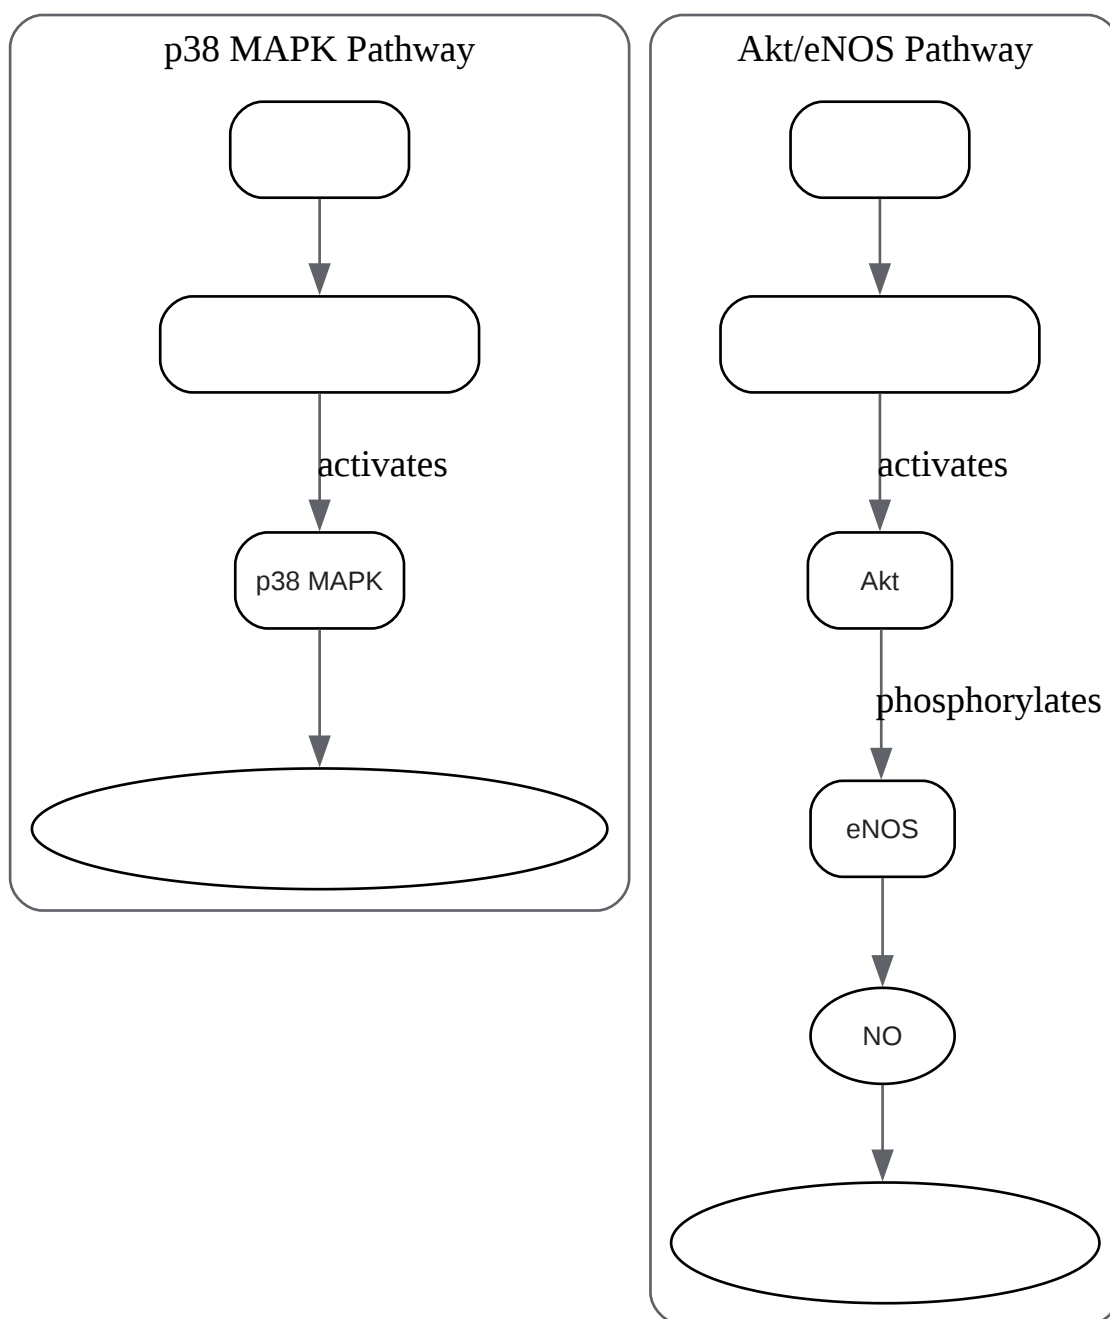 p38 MAPK Pathway
activates
p38 MAPK
Akt/eNOS Pathway
activates
Akt
phosphorylates
eNOS
NO